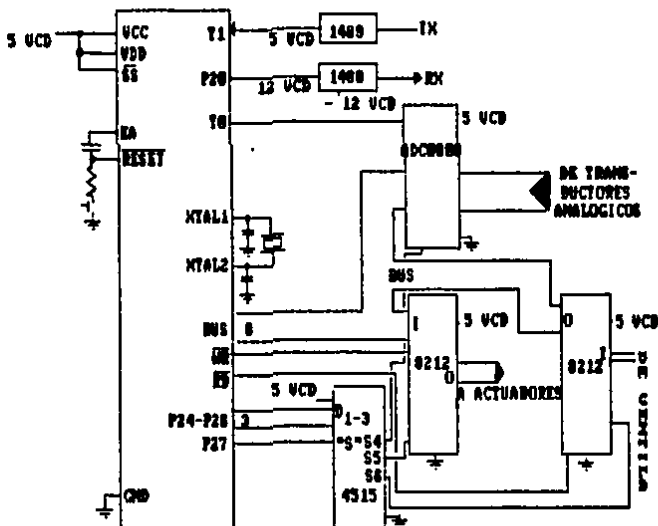 5 VCD
VCC
VDD
SS
EA
RESET
GND
T1
P20
T0
XTAL1
XTAL2
BUS 8
WR
RD
P24-P26 3
P27
5 VCD
1489
TX
12 VCD
1488
RX
- 12 VCD
5 VCD
DE TRANS-
DUCTORES
ANALOGICOS
BUS
I
5 VCD
8212
O
A ACTUADORES
O
5 VCD
8212
I
5 VCD
D
1-3
"S" S4
S5
S6
4515